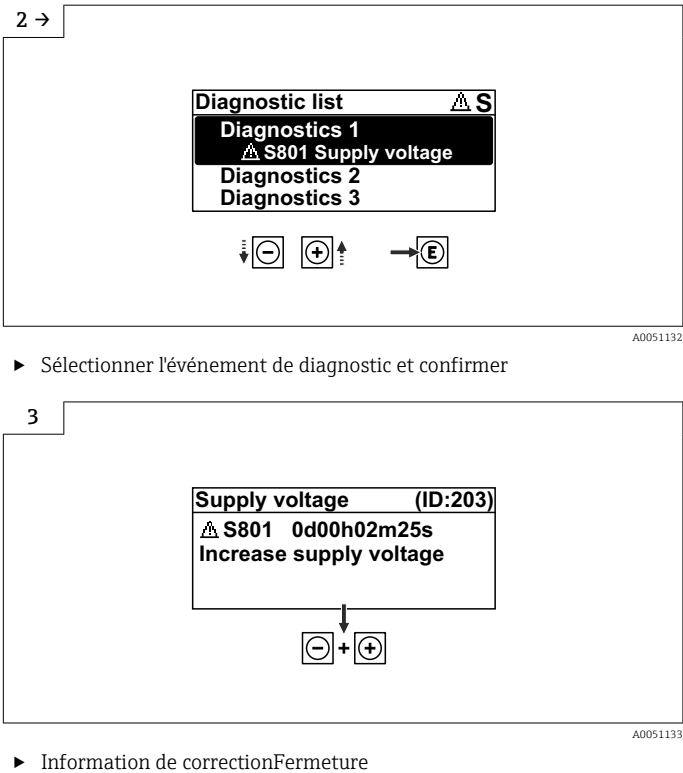 2 →
Diagnostic list ⚠ S
Diagnostics 1
⚠ S801 Supply voltage
Diagnostics 2
Diagnostics 3
− + → E
A0051132
▶ Sélectionner l'événement de diagnostic et confirmer
3
Supply voltage (ID:203)
⚠ S801 0d00h02m25s
Increase supply voltage
− + +
A0051133
▶ Information de correctionFermeture